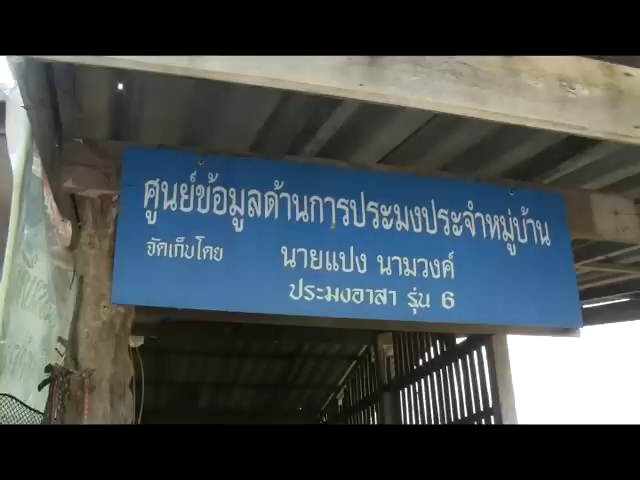 ศูนย์ข้อมูลด้านการประมงประจำหมู่บ้าน
จัดเก็บโดย นายแปง นามวงค์
ประมงอาสา รุ่น 6